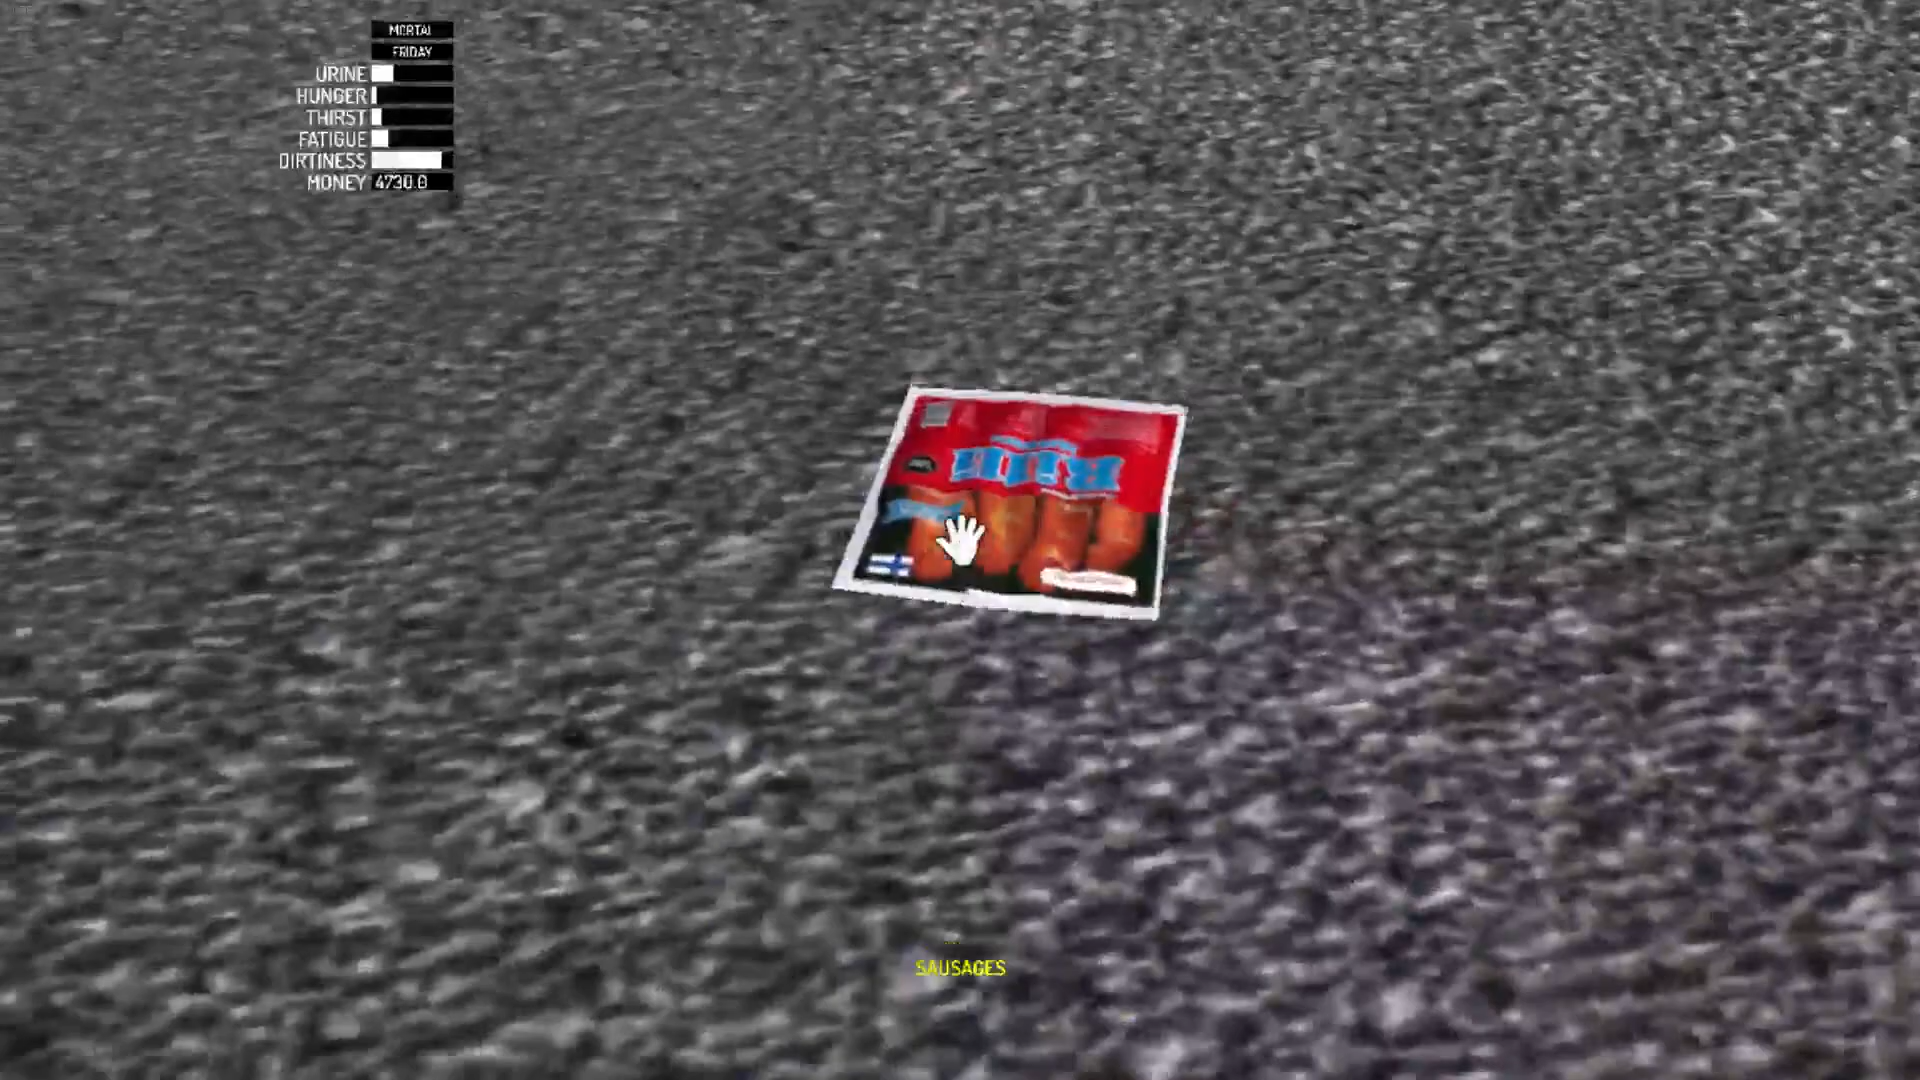 MORTAL
FRIDAY
URINE
HUNGER
THIRST
FATIGUE
DIRTINESS
MONEY 4730.0
SAUSAGES